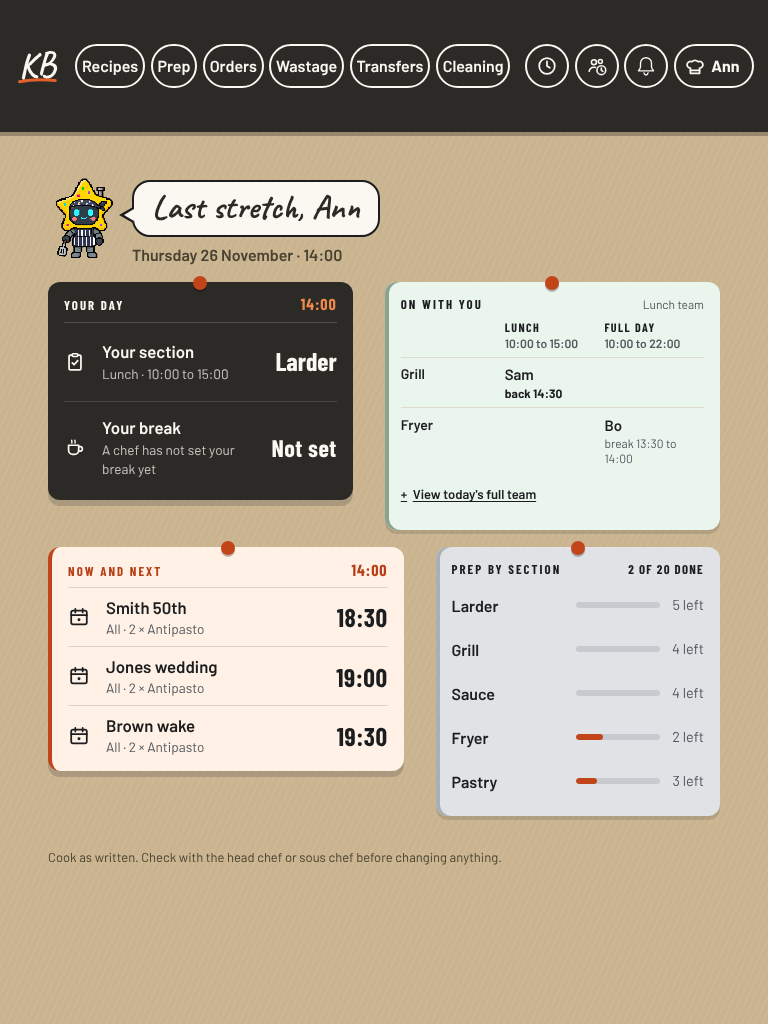 KB
Recipes
Prep
Orders
Wastage
Transfers
Cleaning
Ann
Last stretch, Ann
Thursday 26 November · 14:00
YOUR DAY
14:00
Your section
Lunch · 10:00 to 15:00
Larder
Your break
A chef has not set your
break yet
Not set
ON WITH YOU
Lunch team
LUNCH
FULL DAY
10:00 to 15:00
10:00 to 22:00
Grill
Sam
back 14:30
Fryer
Bo
break 13:30 to
14:00
+ View today's full team
NOW AND NEXT
14:00
Smith 50th
All · 2 × Antipasto
18:30
Jones wedding
All · 2 × Antipasto
19:00
Brown wake
All · 2 × Antipasto
19:30
PREP BY SECTION
2 OF 20 DONE
Larder
5 left
Grill
4 left
Sauce
4 left
Fryer
2 left
Pastry
3 left
Cook as written. Check with the head chef or sous chef before changing anything.